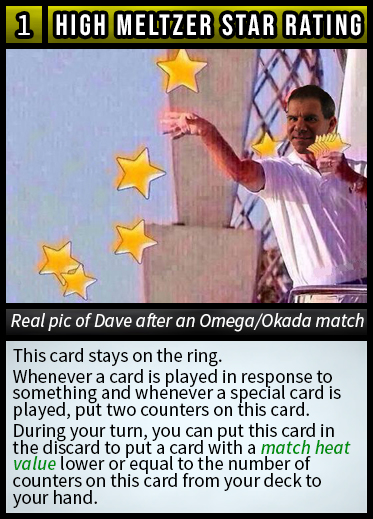 1 HIGH MELTZER STAR RATING
Real pic of Dave after an Omega/Okada match
This card stays on the ring.
Whenever a card is played in response to
something and whenever a special card is
played, put two counters on this card.
During your turn, you can put this card in
the discard to put a card with a match heat
value lower or equal to the number of
counters on this card from your deck to
your hand.